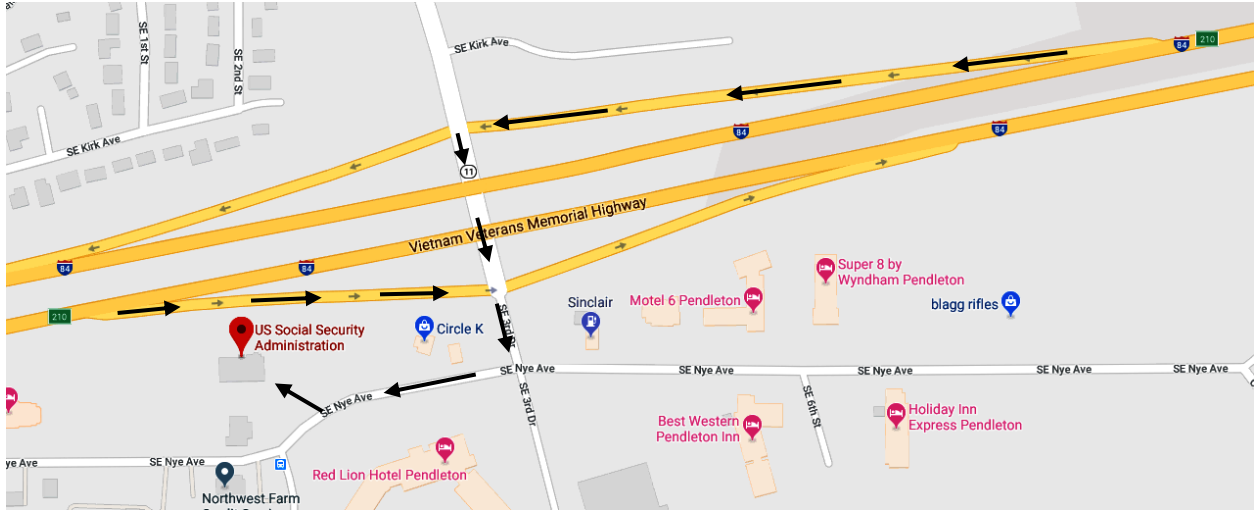 SE 1st St
SE 2nd St
SE Kirk Ave
84
210
SE Kirk Ave
84
84
11
Vietnam Veterans Memorial Highway
84
84
210
Super 8 by
Wyndham Pendleton
Motel 6 Pendleton
Sinclair
blagg rifles
US Social Security
Administration
Circle K
SE 3rd Dr
SE Nye Ave
SE Nye Ave
SE Nye Ave
SE Nye Ave
SE Nye Ave
SE Nye Ave
SE 3rd Dr
SE 6th St
Best Western
Pendleton Inn
Holiday Inn
Express Pendleton
ye Ave
SE Nye Ave
Red Lion Hotel Pendleton
Northwest Farm